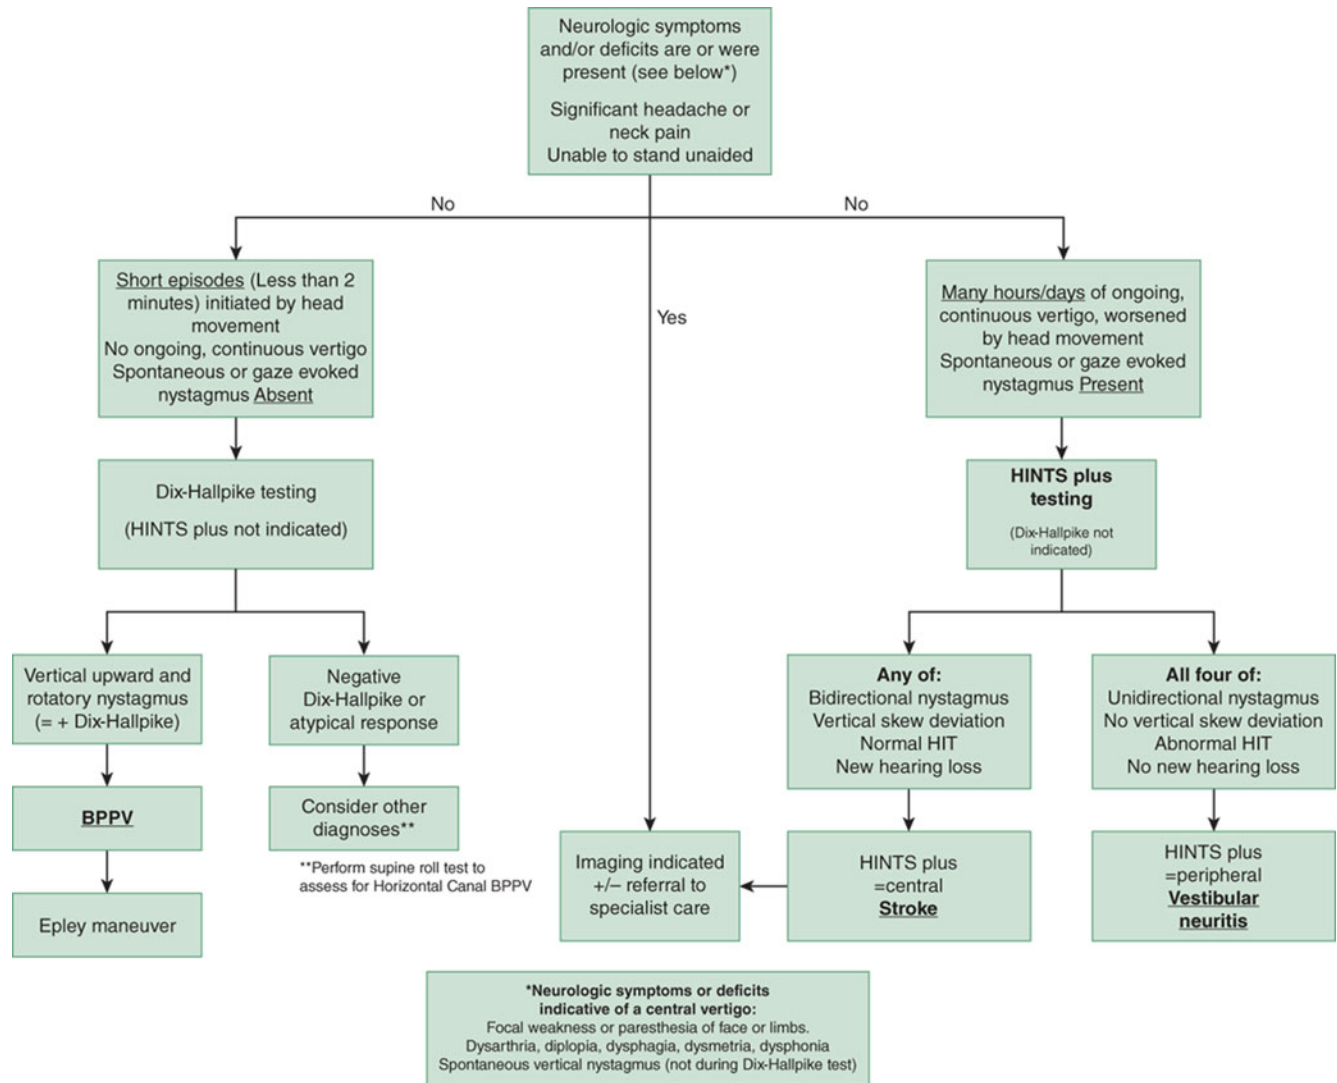 Neurologic symptoms
and/or deficits are or were
present (see below*)
Significant headache or
neck pain
Unable to stand unaided
No
No
Yes
Short episodes (Less than 2
minutes) initiated by head
movement
No ongoing, continuous vertigo
Spontaneous or gaze evoked
nystagmus Absent
Many hours/days of ongoing,
continuous vertigo, worsened
by head movement
Spontaneous or gaze evoked
nystagmus Present
Dix-Hallpike testing
(HINTS plus not indicated)
HINTS plus
testing
(Dix-Hallpike not
indicated)
Vertical upward and
rotatory nystagmus
(= + Dix-Hallpike)
Negative
Dix-Hallpike or
atypical response
Any of:
Bidirectional nystagmus
Vertical skew deviation
Normal HIT
New hearing loss
All four of:
Unidirectional nystagmus
No vertical skew deviation
Abnormal HIT
No new hearing loss
BPPV
Consider other
diagnoses**
**Perform supine roll test to
assess for Horizontal Canal BPPV
Epley maneuver
Imaging indicated
+/– referral to
specialist care
HINTS plus
=central
Stroke
HINTS plus
=peripheral
Vestibular
neuritis
*Neurologic symptoms or deficits
indicative of a central vertigo:
Focal weakness or paresthesia of face or limbs.
Dysarthria, diplopia, dysphagia, dysmetria, dysphonia
Spontaneous vertical nystagmus (not during Dix-Hallpike test)